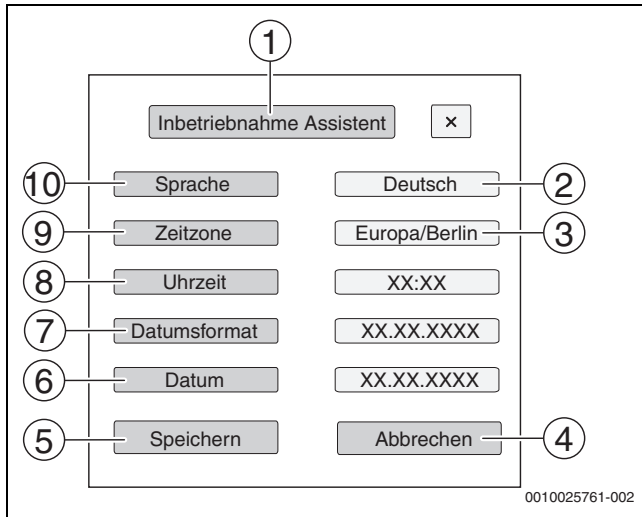 1
Inbetriebnahme Assistent ×
10 Sprache Deutsch 2
9 Zeitzone Europa/Berlin 3
8 Uhrzeit XX:XX
7 Datumsformat XX.XX.XXXX
6 Datum XX.XX.XXXX
5 Speichern Abbrechen 4
0010025761-002